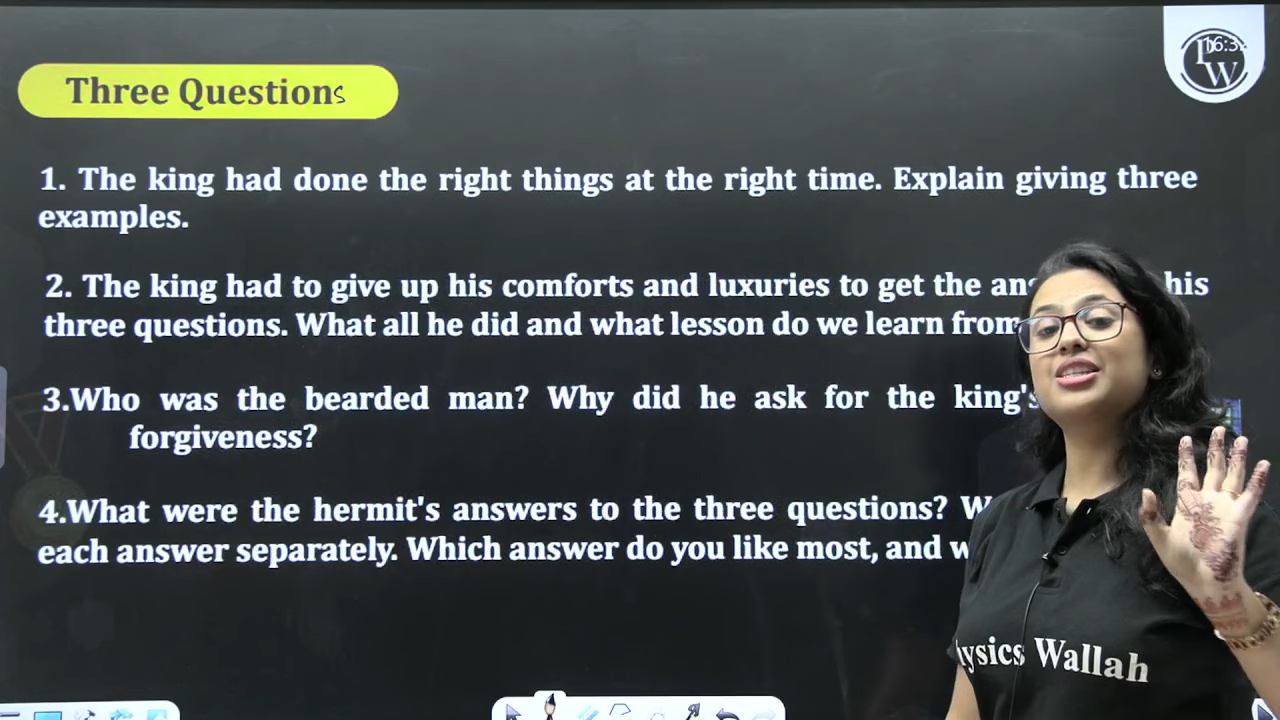 Three Questions
1. The king had done the right things at the right time. Explain giving three
examples.
2. The king had to give up his comforts and luxuries to get the his
three questions. What all he did and what lesson do we learn from
3.Who was the bearded man? Why did he ask for the king's
forgiveness?
4.What were the hermit's answers to the three questions?
each answer separately. Which answer do you like most, and
PW
Wallah